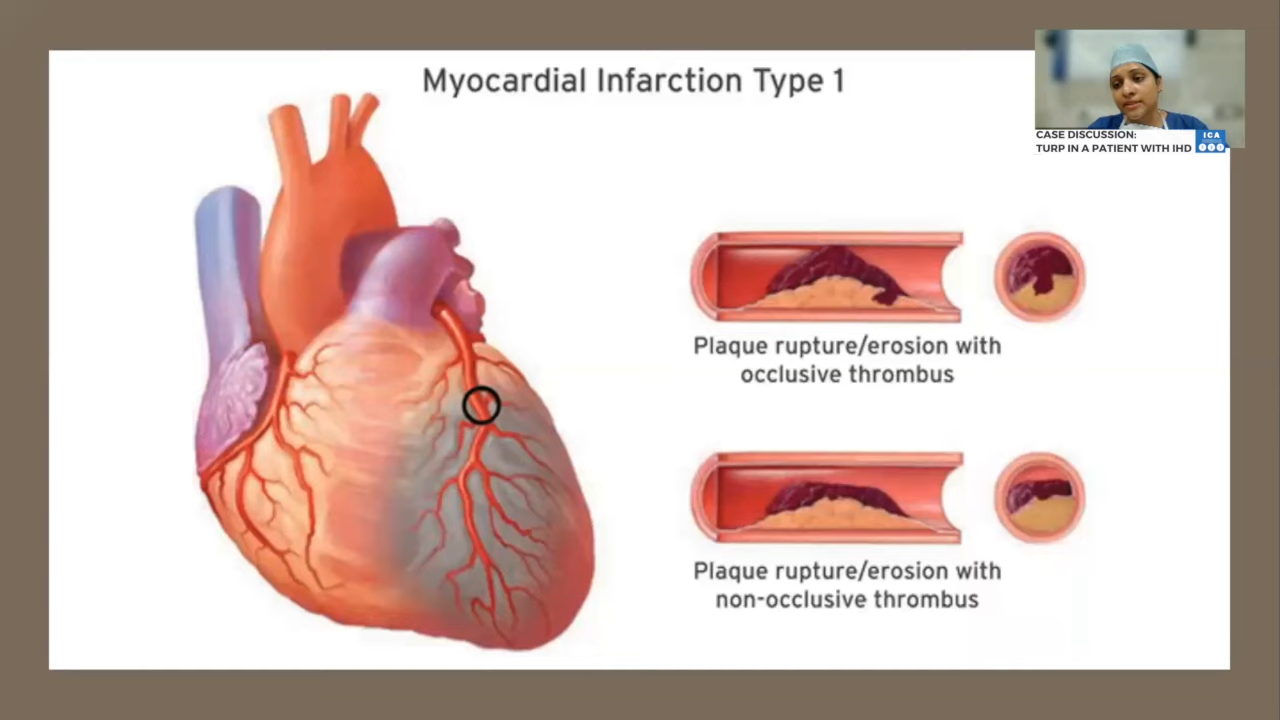 Myocardial Infarction Type 1
CASE DISCUSSION:
TURP IN A PATIENT WITH IHD
ICA
Plaque rupture/erosion with
occlusive thrombus
Plaque rupture/erosion with
non-occlusive thrombus